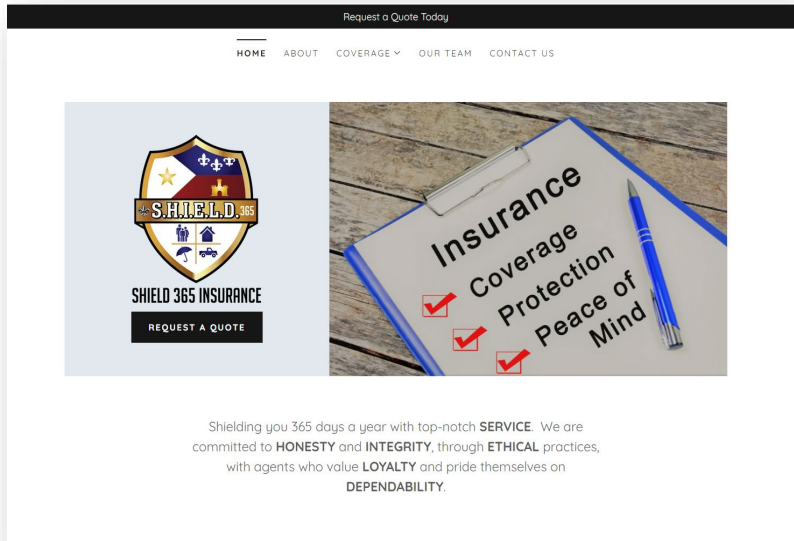 Request a Quote Today
HOME ABOUT COVERAGE OUR TEAM CONTACT US
S.H.I.E.L.D. 365
SHIELD 365 INSURANCE
REQUEST A QUOTE
Insurance
Coverage
Protection
Peace of
Mind
Shielding you 365 days a year with top-notch SERVICE. We are
committed to HONESTY and INTEGRITY, through ETHICAL practices,
with agents who value LOYALTY and pride themselves on
DEPENDABILITY.